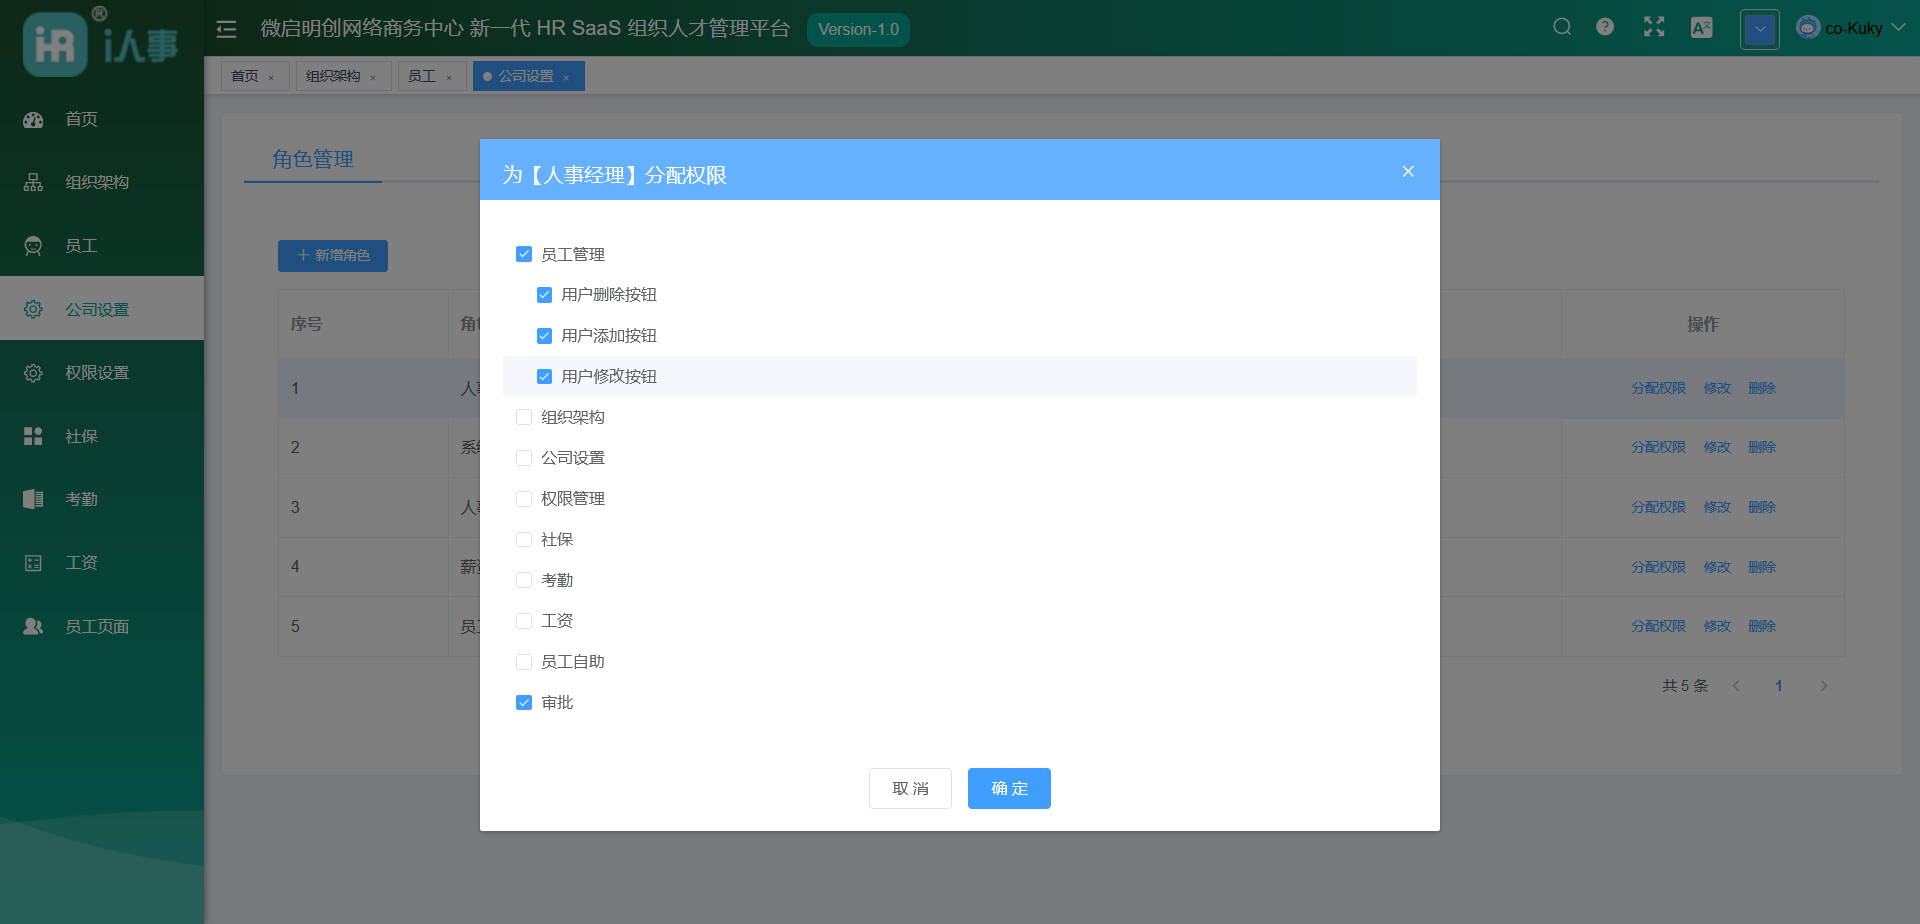 iHR ® i人事
微启明创网络商务中心 新一代 HR SaaS 组织人才管理平台 Version-1.0 co-Kuky
首页 × 组织架构 × 员工 × 公司设置 ×
首页
组织架构
员工
公司设置
权限设置
社保
考勤
工资
员工页面
角色管理
+ 新增角色
序号 操作
1 人 分配权限 修改 删除
2 系 分配权限 修改 删除
3 人 分配权限 修改 删除
4 薪 分配权限 修改 删除
5 员 分配权限 修改 删除
共 5 条 < 1 >
为【人事经理】分配权限 ×
员工管理
用户删除按钮
用户添加按钮
用户修改按钮
组织架构
公司设置
权限管理
社保
考勤
工资
员工自助
审批
取 消 确 定